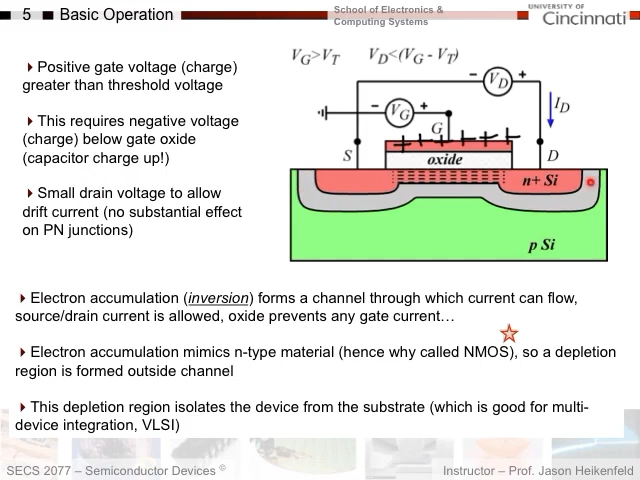 5 Basic Operation
School of Electronics &
Computing Systems
UNIVERSITY OF
Cincinnati
Positive gate voltage (charge)
greater than threshold voltage
This requires negative voltage
(charge) below gate oxide
(capacitor charge up!)
Small drain voltage to allow
drift current (no substantial effect
on PN junctions)
VG>VT VD<(VG - VT)
− VD +
ID
− VG +
G
S
D
+ + + + +
oxide
n+ Si
p Si
Electron accumulation (inversion) forms a channel through which current can flow,
source/drain current is allowed, oxide prevents any gate current…
Electron accumulation mimics n-type material (hence why called NMOS), so a depletion
region is formed outside channel
This depletion region isolates the device from the substrate (which is good for multi-
device integration, VLSI)
SECS 2077 – Semiconductor Devices ©
Instructor – Prof. Jason Heikenfeld